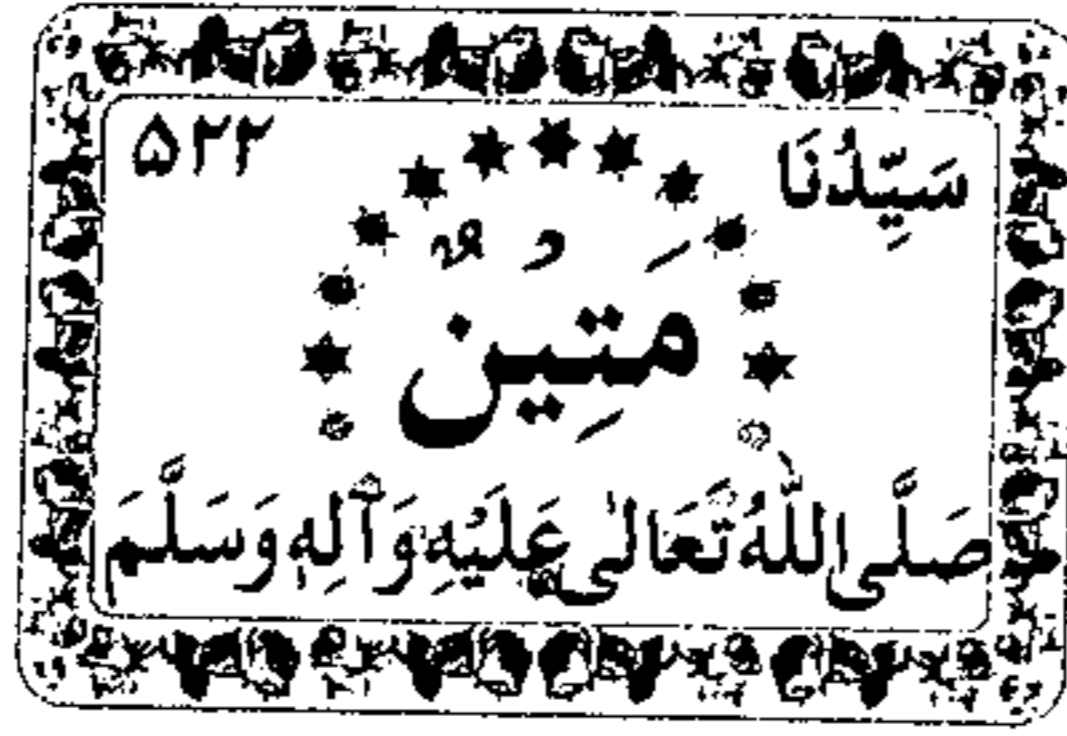 سَیِّدُنَا ۵۲۲
مَتِیْنٌ
صَلَّی اللّٰهُ تَعَالٰی عَلَیْهِ وَآلِهٖ وَسَلَّمَ